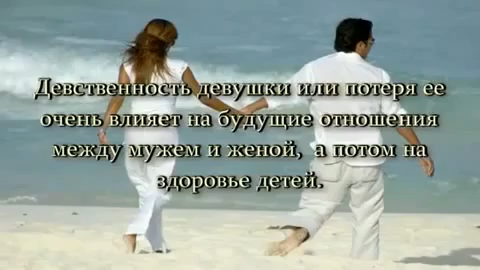 Девственность девушки или потеря ее
очень влияет на будущие отношения
между мужем и женой,  а потом на
здоровье детей.